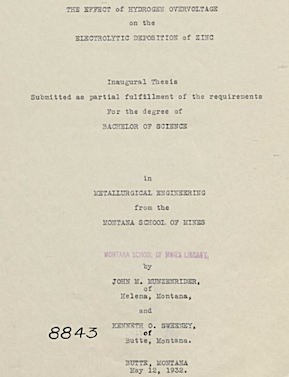 THE EFFECT of HYDROGEN OVERVOLTAGE
on the
ELECTROLYTIC DEPOSITION of ZINC
Inaugural Thesis
Submitted as partial fulfillment of the requirements
For the degree of
BACHELOR OF SCIENCE
in
METALLURGICAL ENGINEERING
from the
MONTANA SCHOOL OF MINES
MONTANA SCHOOL OF MINES LIBRARY.
by
JOHN M. MUNZENRIDER,
of
Helena, Montana,
and
8843
KENNETH O. SWEENEY,
of
Butte, Montana.
BUTTE, MONTANA
May 12, 1932.